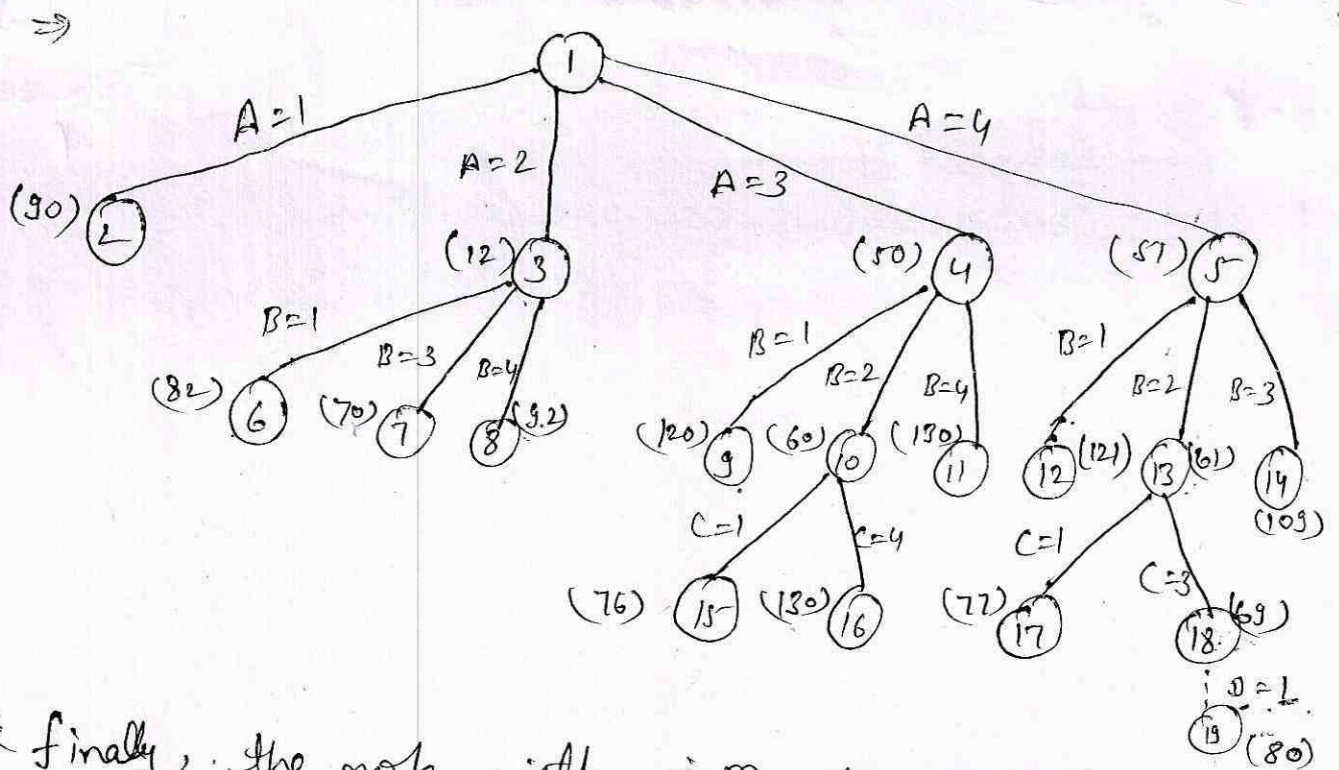 ⇒
1
A=1
A=2
A=3
A=4
(90) 2
(12) 3
(50) 4
(57) 5
B=1
B=3
B=4
B=1
B=2
B=4
B=1
B=2
B=3
(82) 6
(70) 7
8 (92)
(120) 9
(60) 10
(130) 11
12 (121)
13 (61)
14
(109)
C=1
C=4
C=1
C=3
(76) 15
(130) 16
(77) 17
18 (69)
D=1
19 (80)
finally, the